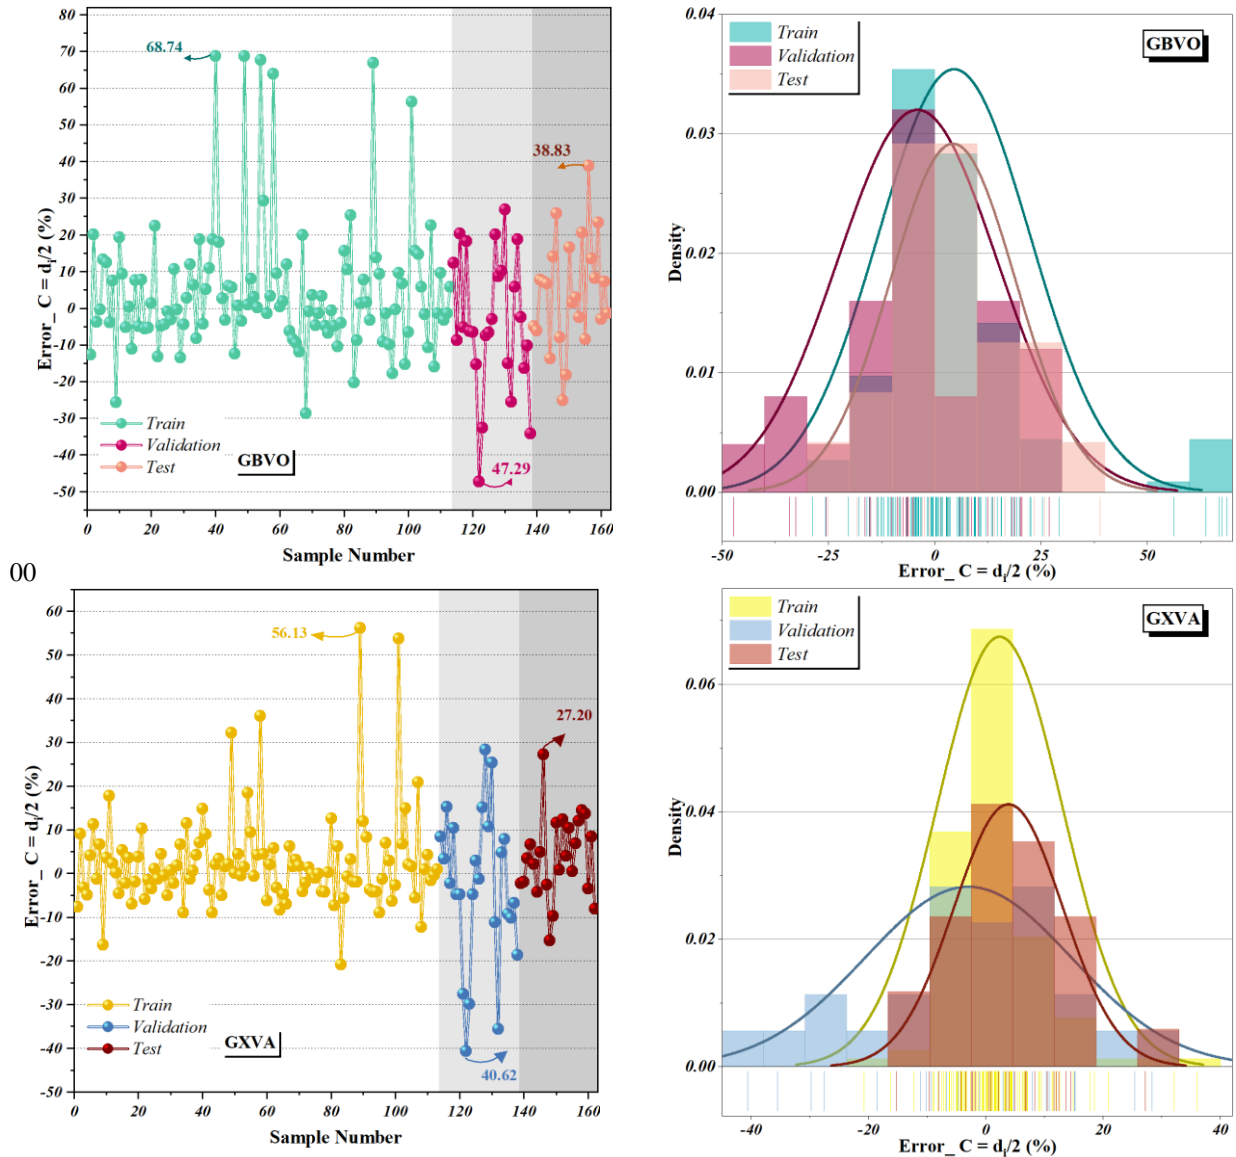 80
70
60
50
40
30
20
10
0
-10
-20
-30
-40
-50
Error_ C = di/2 (%)
68.74
38.83
47.29
Train
Validation
Test
GBVO
0 20 40 60 80 100 120 140 160
Sample Number
0.04
0.03
0.02
0.01
0.00
Density
Train
Validation
Test
GBVO
-50 -25 0 25 50
Error_ C = di/2 (%)
00
60
50
40
30
20
10
0
-10
-20
-30
-40
-50
Error_ C = di/2 (%)
56.13
27.20
40.62
Train
Validation
Test
GXVA
0 20 40 60 80 100 120 140 160
Sample Number
0.06
0.04
0.02
0.00
Density
Train
Validation
Test
GXVA
-40 -20 0 20 40
Error_ C = di/2 (%)